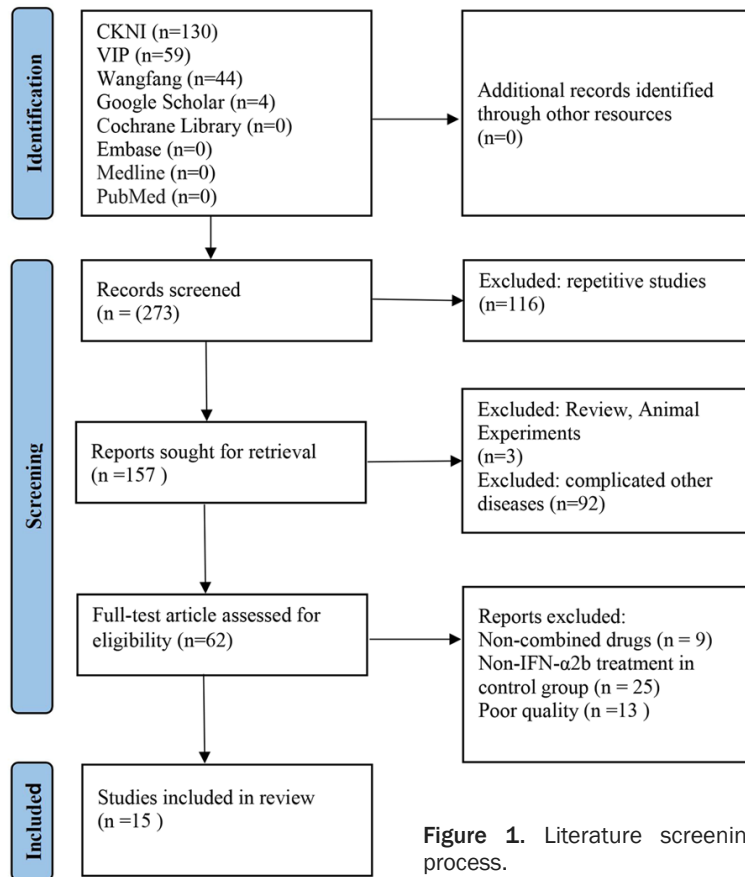 Identification
CKNI (n=130)
VIP (n=59)
Wangfang (n=44)
Google Scholar (n=4)
Cochrane Library (n=0)
Embase (n=0)
Medline (n=0)
PubMed (n=0)
Additional records identified
through other resources
(n=0)
Screening
Records screened
(n = (273)
Excluded: repetitive studies
(n=116)
Reports sought for retrieval
(n =157 )
Excluded: Review, Animal
Experiments
(n=3)
Excluded: complicated other
diseases (n=92)
Full-test article assessed for
eligibility (n=62)
Reports excluded:
Non-combined drugs (n = 9)
Non-IFN-α2b treatment in
control group (n = 25)
Poor quality (n =13 )
Included
Studies included in review
(n =15 )
Figure 1. Literature screenin
process.